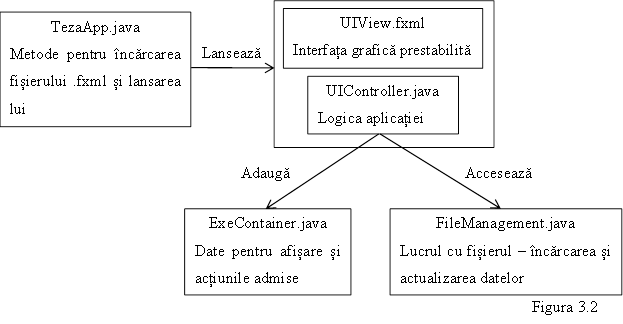 TezaApp.java
Metode pentru încărcarea
fișierului .fxml și lansarea
lui
Lansează
UIView.fxml
Interfața grafică prestabilită
UIController.java
Logica aplicației
Adaugă
Accesează
ExeContainer.java
Date pentru afișare și
acțiunile admise
FileManagement.java
Lucrul cu fișierul – încărcarea și
actualizarea datelor
Figura 3.2